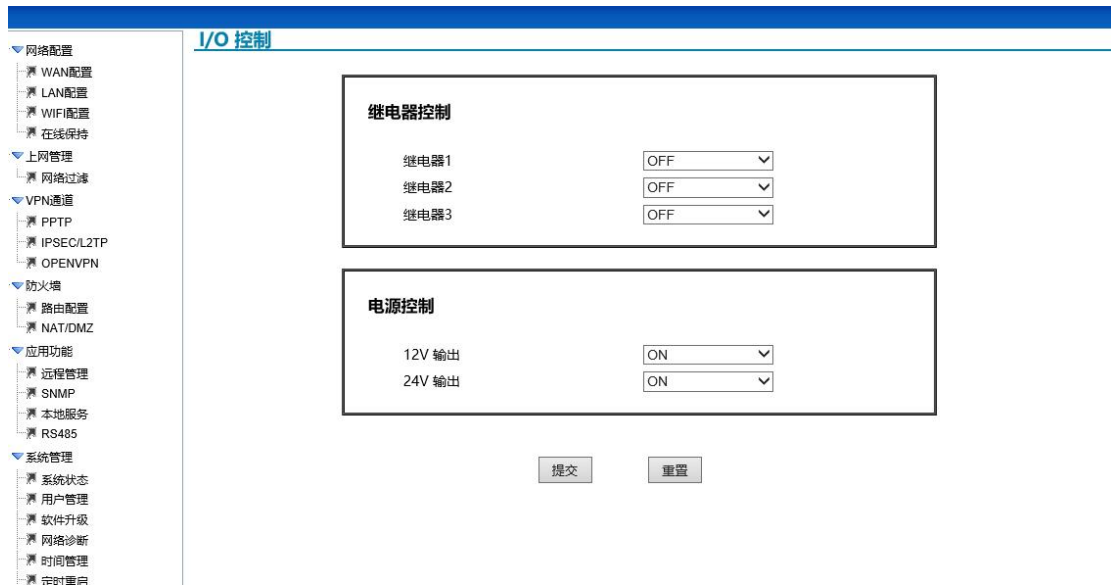 网络配置
WAN配置
LAN配置
WIFI配置
在线保持
上网管理
网络过滤
VPN通道
PPTP
IPSEC/L2TP
OPENVPN
防火墙
路由配置
NAT/DMZ
应用功能
远程管理
SNMP
本地服务
RS485
系统管理
系统状态
用户管理
软件升级
网络诊断
时间管理
定时重启
I/O 控制
继电器控制
继电器1 OFF
继电器2 OFF
继电器3 OFF
电源控制
12V 输出 ON
24V 输出 ON
提交 重置